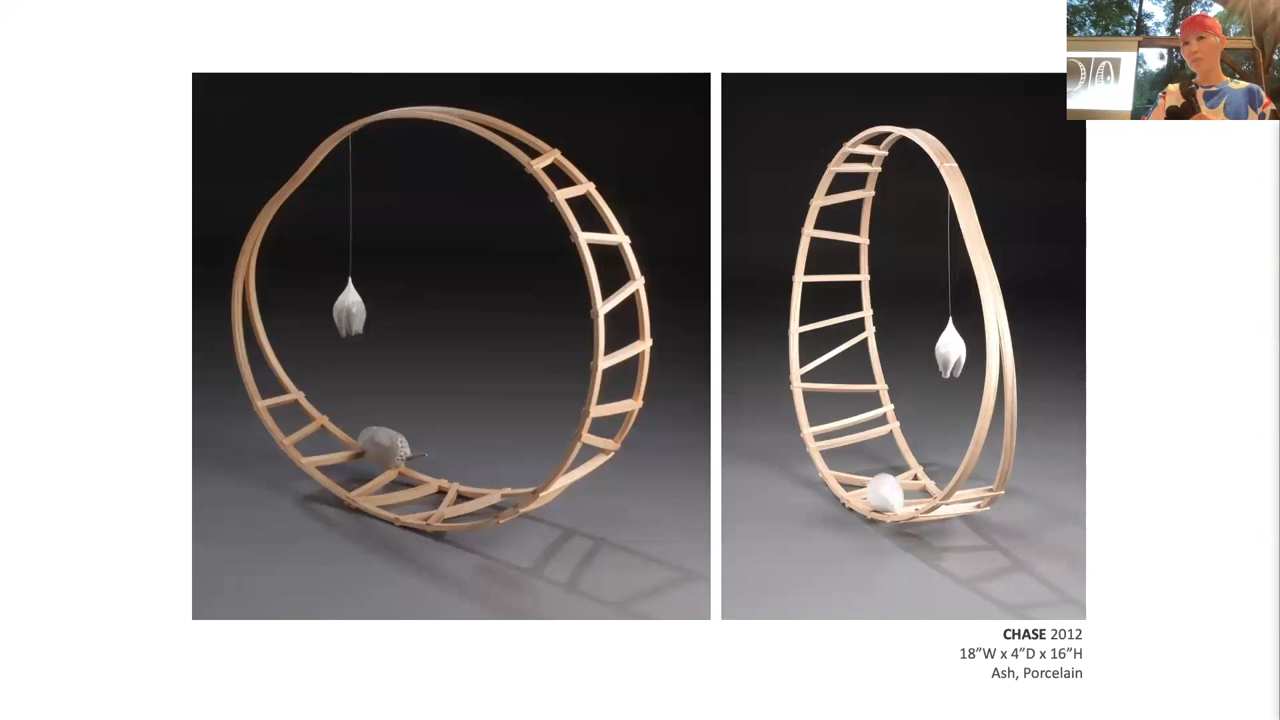 CHASE 2012
18”W x 4”D x 16”H
Ash, Porcelain